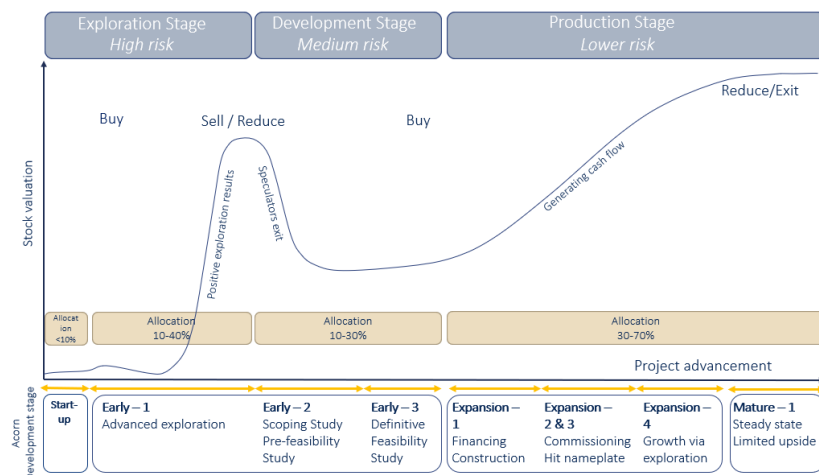 Exploration Stage
High risk
Development Stage
Medium risk
Production Stage
Lower risk
Stock valuation
Buy
Sell / Reduce
Buy
Reduce/Exit
Positive exploration results
Speculators exit
Generating cash flow
Allocat
ion
<10%
Allocation
10-40%
Allocation
10-30%
Allocation
30-70%
Project advancement
Acorn
Development stage
Start-
up
Early – 1
Advanced exploration
Early – 2
Scoping Study
Pre-feasibility
Study
Early – 3
Definitive
Feasibility
Study
Expansion –
1
Financing
Construction
Expansion –
2 & 3
Commissioning
Hit nameplate
Expansion –
4
Growth via
exploration
Mature – 1
Steady state
Limited upside